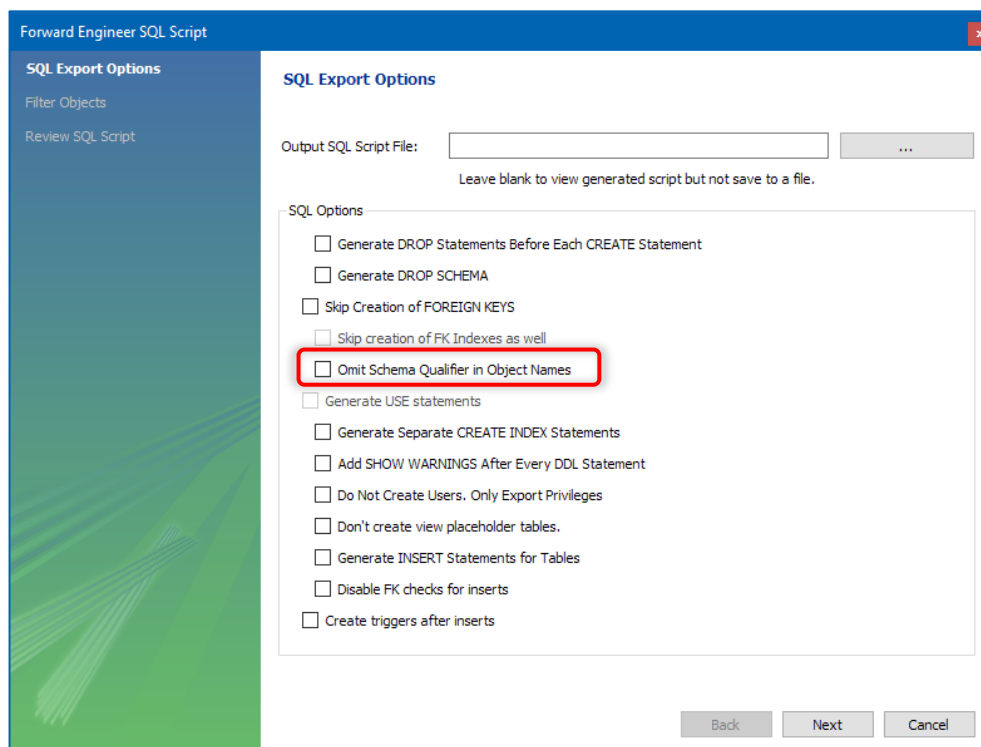 Forward Engineer SQL Script
SQL Export Options
Filter Objects
Review SQL Script
SQL Export Options
Output SQL Script File:
...
Leave blank to view generated script but not save to a file.
SQL Options
Generate DROP Statements Before Each CREATE Statement
Generate DROP SCHEMA
Skip Creation of FOREIGN KEYS
Skip creation of FK Indexes as well
Omit Schema Qualifier in Object Names
Generate USE statements
Generate Separate CREATE INDEX Statements
Add SHOW WARNINGS After Every DDL Statement
Do Not Create Users. Only Export Privileges
Don't create view placeholder tables.
Generate INSERT Statements for Tables
Disable FK checks for inserts
Create triggers after inserts
Back Next Cancel